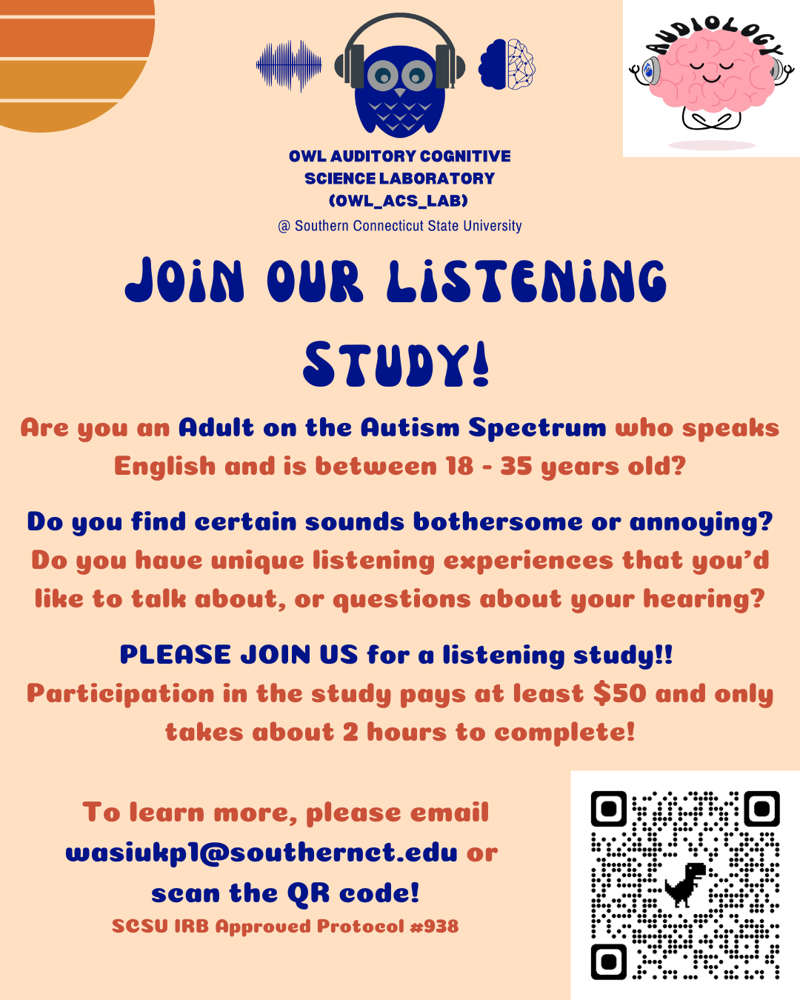 AUDIOLOGY
OWL AUDITORY COGNITIVE
SCIENCE LABORATORY
(OWL_ACS_LAB)
@ Southern Connecticut State University
JOiN OUR LiSTENiNG
STUDY!
Are you an Adult on the Autism Spectrum who speaks
English and is between 18 - 35 years old?
Do you find certain sounds bothersome or annoying?
Do you have unique listening experiences that you’d
like to talk about, or questions about your hearing?
PLEASE JOIN US for a listening study!!
Participation in the study pays at least $50 and only
takes about 2 hours to complete!
To learn more, please email
wasiukp1@southernct.edu or
scan the QR code!
SCSU IRB Approved Protocol #938